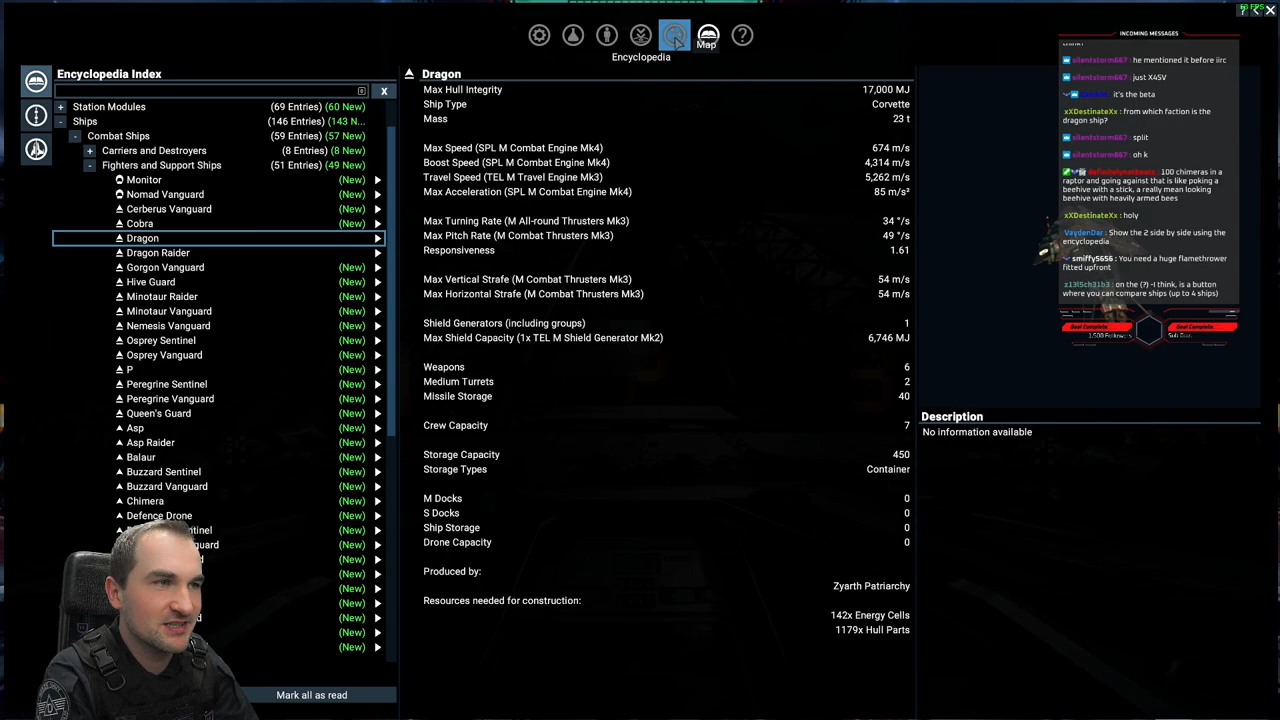 Map
Encyclopedia
Encyclopedia Index
X
Station Modules (69 Entries) (60 New)
Ships (146 Entries) (143 N...
Combat Ships (59 Entries) (57 New)
Carriers and Destroyers (8 Entries) (8 New)
Fighters and Support Ships (51 Entries) (49 New)
Monitor (New)
Nomad Vanguard (New)
Cerberus Vanguard (New)
Cobra (New)
Dragon
Dragon Raider
Gorgon Vanguard (New)
Hive Guard (New)
Minotaur Raider (New)
Minotaur Vanguard (New)
Nemesis Vanguard (New)
Osprey Sentinel (New)
Osprey Vanguard (New)
P (New)
Peregrine Sentinel (New)
Peregrine Vanguard (New)
Queen's Guard (New)
Asp (New)
Asp Raider (New)
Balaur (New)
Buzzard Sentinel (New)
Buzzard Vanguard (New)
Chimera (New)
Defence Drone (New)
(New)
(New)
(New)
(New)
(New)
(New)
(New)
(New)
(New)
Mark all as read
Dragon
Max Hull Integrity 17,000 MJ
Ship Type Corvette
Mass 23 t
Max Speed (SPL M Combat Engine Mk4) 674 m/s
Boost Speed (SPL M Combat Engine Mk4) 4,314 m/s
Travel Speed (TEL M Travel Engine Mk3) 5,262 m/s
Max Acceleration (SPL M Combat Engine Mk4) 85 m/s²
Max Turning Rate (M All-round Thrusters Mk3) 34 °/s
Max Pitch Rate (M Combat Thrusters Mk3) 49 °/s
Responsiveness 1.61
Max Vertical Strafe (M Combat Thrusters Mk3) 54 m/s
Max Horizontal Strafe (M Combat Thrusters Mk3) 54 m/s
Shield Generators (including groups) 1
Max Shield Capacity (1x TEL M Shield Generator Mk2) 6,746 MJ
Weapons 6
Medium Turrets 2
Missile Storage 40
Crew Capacity 7
Storage Capacity 450
Storage Types Container
M Docks 0
S Docks 0
Ship Storage 0
Drone Capacity 0
Produced by:
Zyarth Patriarchy
Resources needed for construction:
142x Energy Cells
1179x Hull Parts
INCOMING MESSAGES
silentstorm667 : he mentioned it before iirc
silentstorm667 : just X4SV
it's the beta
xXDestinateXx : from which faction is the
dragon ship?
silentstorm667 : split
silentstorm667 : oh k
100 chimeras in a
raptor and going against that is like poking a
beehive with a stick, a really mean looking
beehive with heavily armed bees
xXDestinateXx : holy
VaydenDar : Show the 2 side by side using the
encyclopedia
smiffy5656 : You need a huge flamethrower
fitted upfront
z13l5ch31b3 : on the (?) -I think, is a button
where you can compare ships (up to 4 ships)
Goal Complete. Goal Complete.
1,500 Followers
Description
No information available